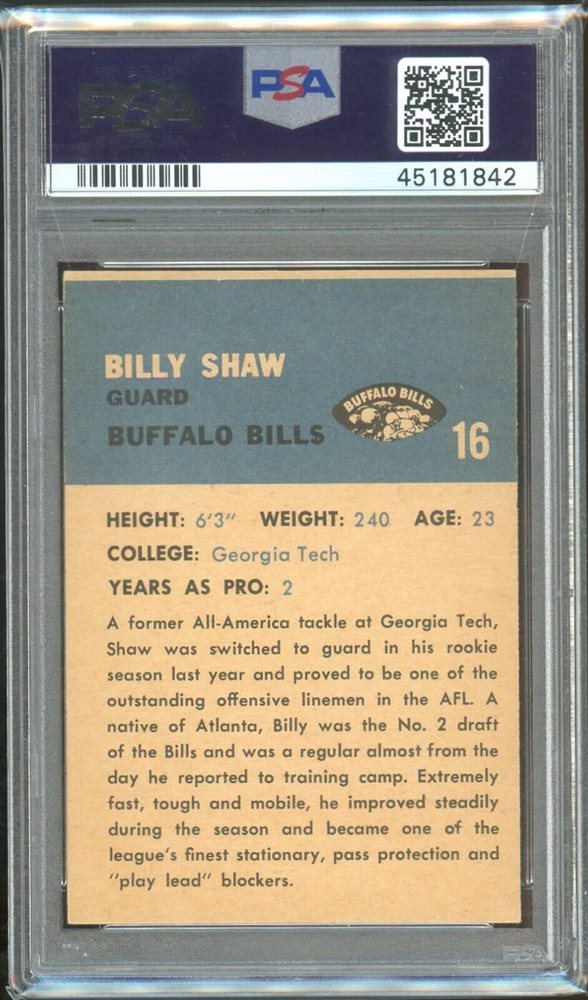 PSA
PSA
45181842
BILLY SHAW
GUARD
BUFFALO BILLS
BUFFALO BILLS
16
HEIGHT: 6'3" WEIGHT: 240 AGE: 23
COLLEGE: Georgia Tech
YEARS AS PRO: 2
A former All-America tackle at Georgia Tech,
Shaw was switched to guard in his rookie
season last year and proved to be one of the
outstanding offensive linemen in the AFL. A
native of Atlanta, Billy was the No. 2 draft
of the Bills and was a regular almost from the
day he reported to training camp. Extremely
fast, tough and mobile, he improved steadily
during the season and became one of the
league's finest stationary, pass protection and
"play lead" blockers.
PSA